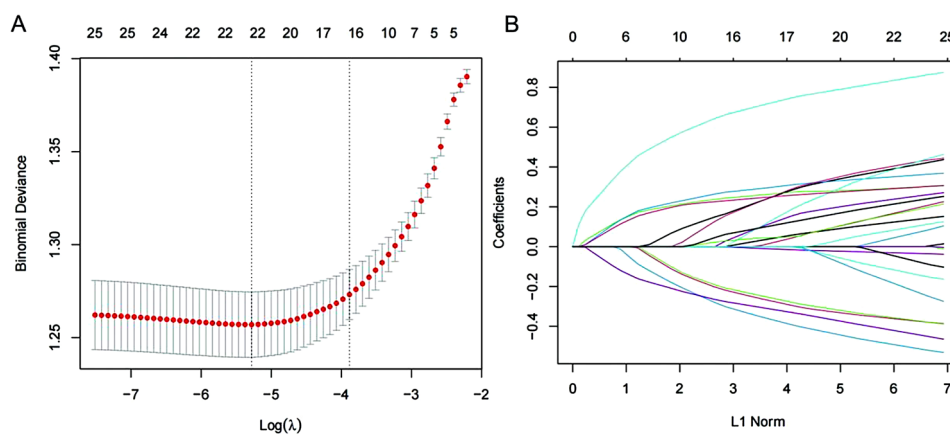 A
25 25 24 22 22 22 20 17 16 10 7 5 5
Binomial Deviance
1.40
1.35
1.30
1.25
−7 −6 −5 −4 −3 −2
Log(λ)
B
0 6 10 16 17 20 22 25
Coefficients
0.8
0.6
0.4
0.2
0.0
−0.2
−0.4
0 1 2 3 4 5 6 7
L1 Norm